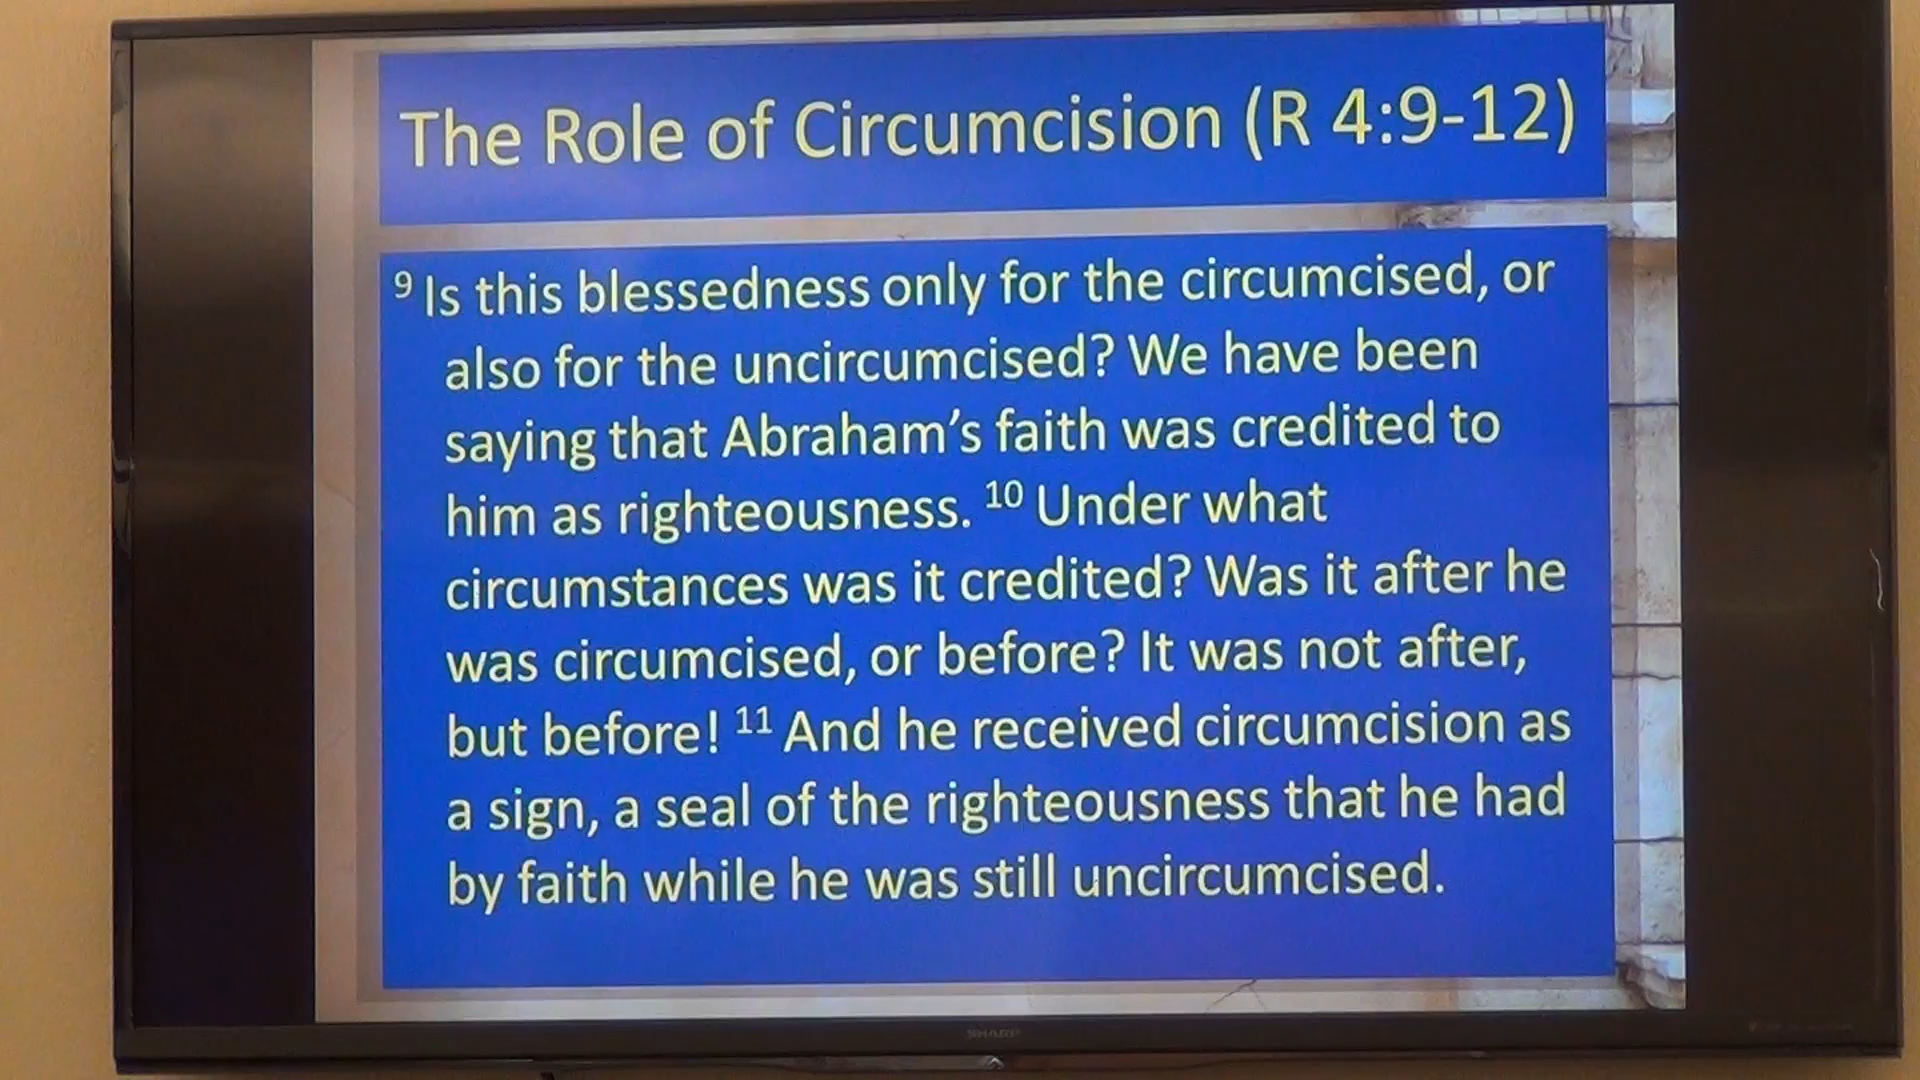 The Role of Circumcision (R 4:9-12)
9 Is this blessedness only for the circumcised, or
also for the uncircumcised? We have been
saying that Abraham’s faith was credited to
him as righteousness. 10 Under what
circumstances was it credited? Was it after he
was circumcised, or before? It was not after,
but before! 11 And he received circumcision as
a sign, a seal of the righteousness that he had
by faith while he was still uncircumcised.
SHARP